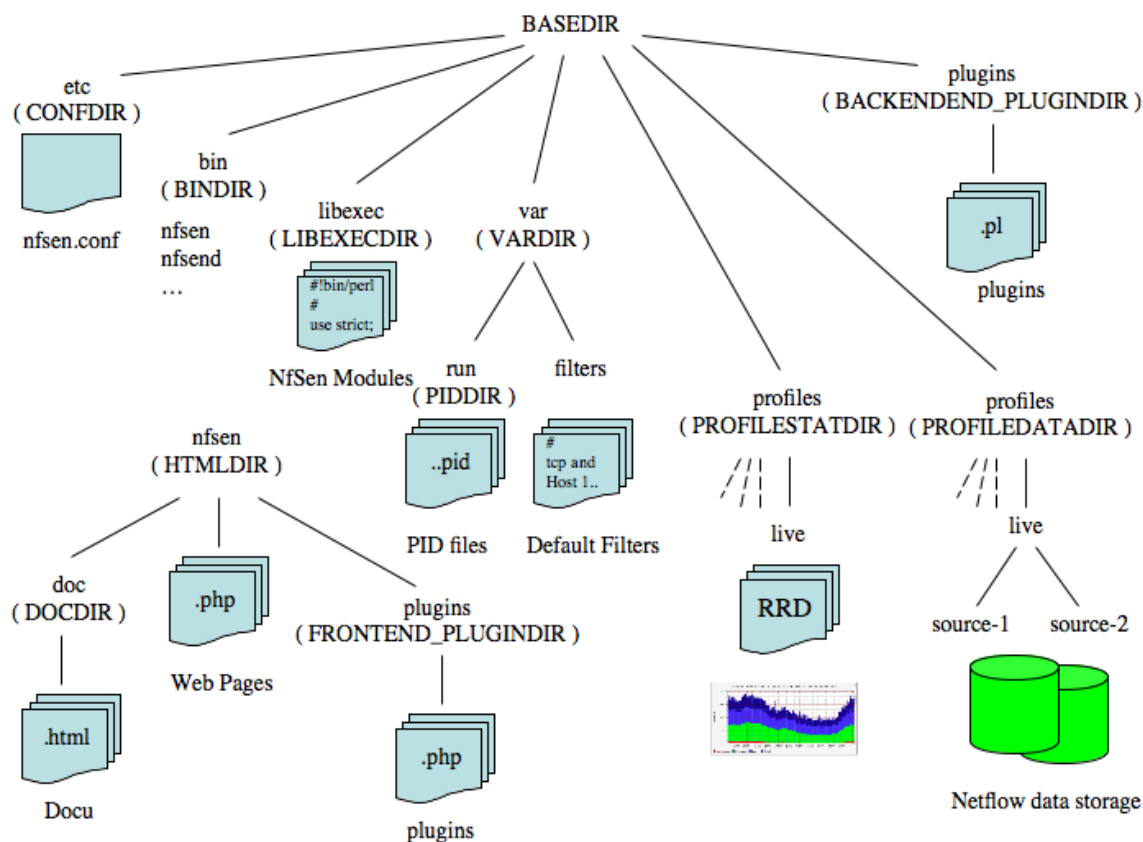 BASEDIR
etc
( CONFDIR )
nfsen.conf
bin
( BINDIR )
nfsen
nfsend
…
libexec
( LIBEXECDIR )
#!bin/perl
#
use strict;
NfSen Modules
var
( VARDIR )
run
( PIDDIR )
..pid
PID files
filters
#
tcp and
Host 1..
Default Filters
plugins
( BACKENDEND_PLUGINDIR )
.pl
plugins
profiles
( PROFILESTATDIR )
live
RRD
profiles
( PROFILEDATADIR )
live
source-1
source-2
Netflow data storage
nfsen
( HTMLDIR )
doc
( DOCDIR )
.html
Docu
.php
Web Pages
plugins
( FRONTEND_PLUGINDIR )
.php
plugins